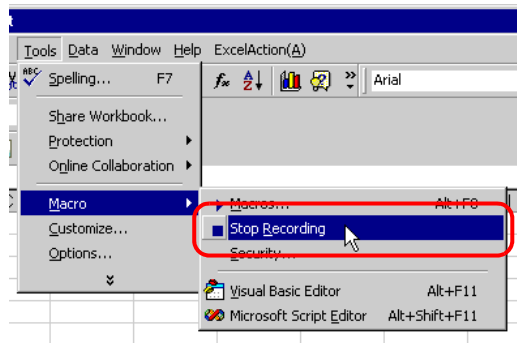 Tools Data Window Help ExcelAction(A)
ABC Spelling... F7
Arial
Share Workbook...
Protection
Online Collaboration
Macro
Macros... Alt+F8
Customize...
Stop Recording
Options...
Security...
Visual Basic Editor Alt+F11
Microsoft Script Editor Alt+Shift+F11